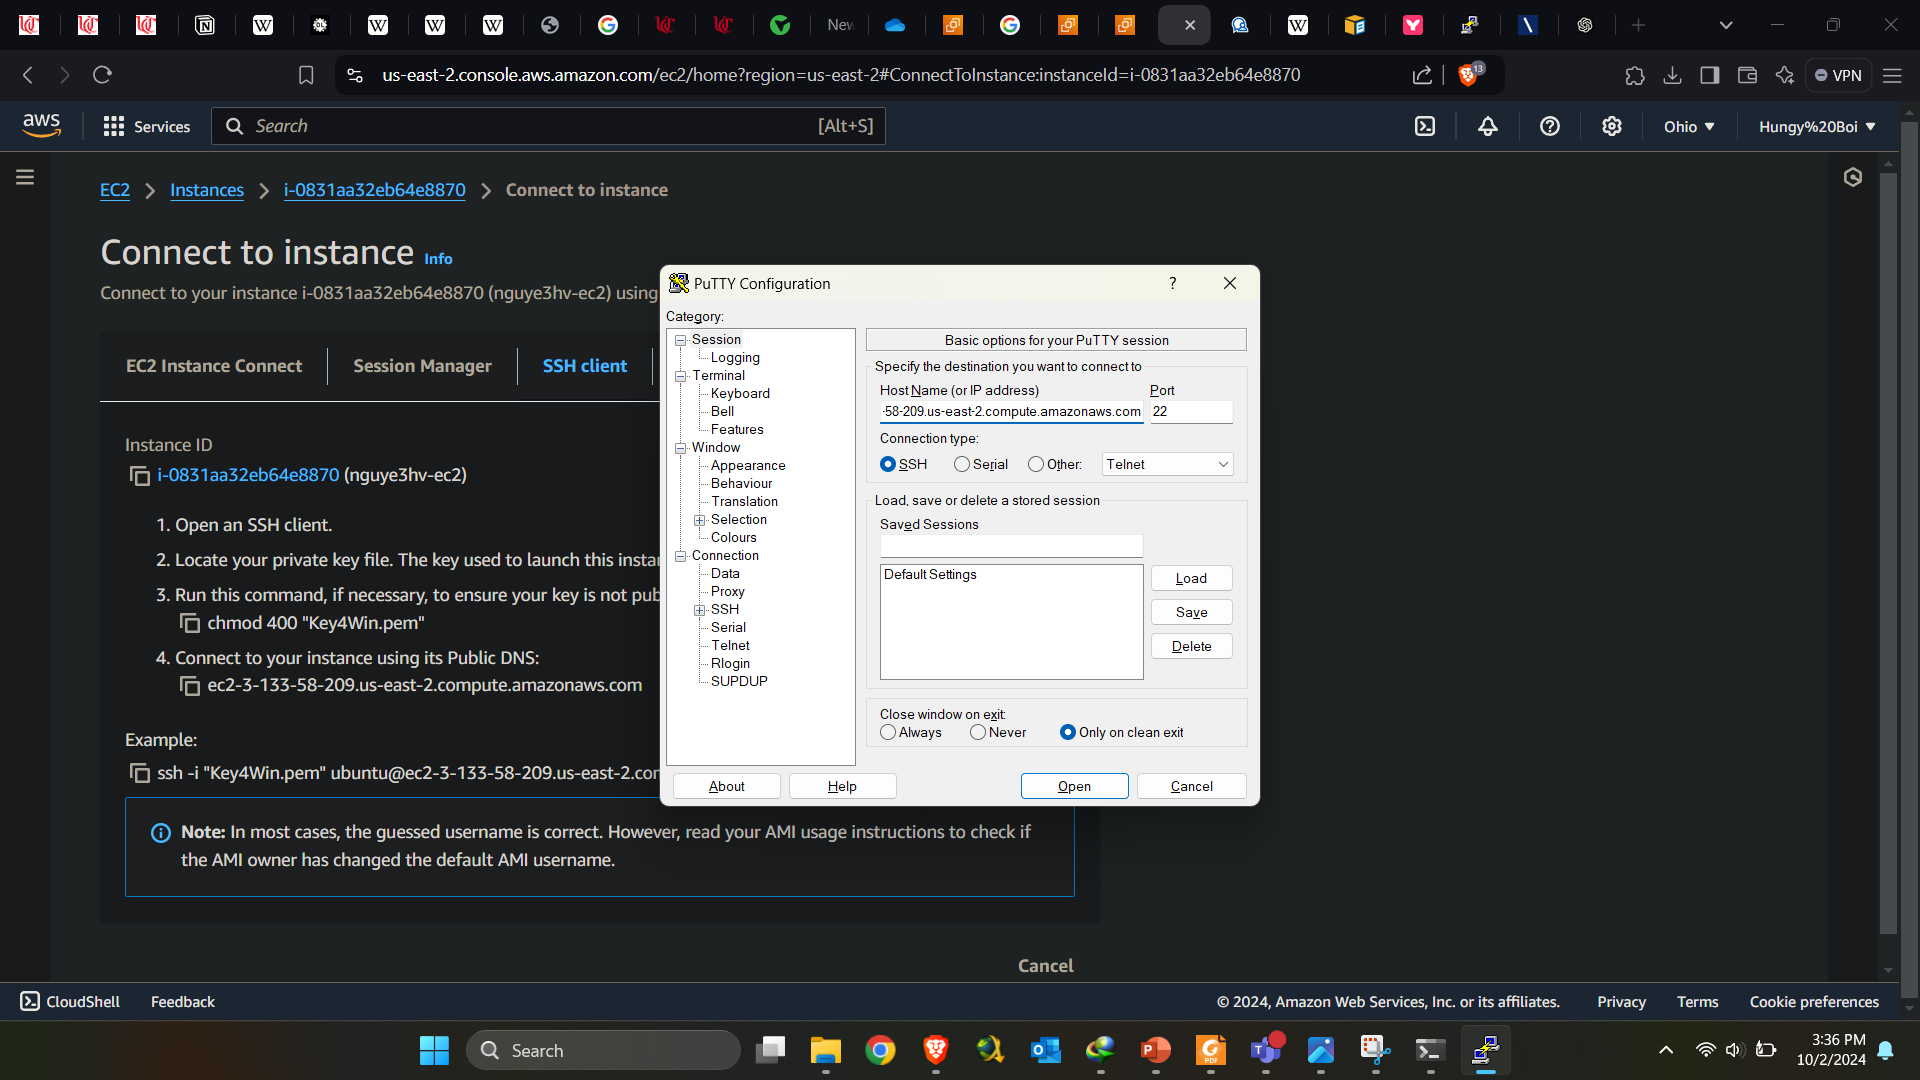 New
us-east-2.console.aws.amazon.com/ec2/home?region=us-east-2#ConnectToInstance:instanceId=i-0831aa32eb64e8870
13
VPN
aws
Services
Search
[Alt+S]
Ohio
Hungy%20Boi
EC2
Instances
i-0831aa32eb64e8870
Connect to instance
Connect to instance Info
Connect to your instance i-0831aa32eb64e8870 (nguye3hv-ec2) using
EC2 Instance Connect
Session Manager
SSH client
Instance ID
i-0831aa32eb64e8870 (nguye3hv-ec2)
1. Open an SSH client.
2. Locate your private key file. The key used to launch this
3. Run this command, if necessary, to ensure your key is not
chmod 400 "Key4Win.pem"
4. Connect to your instance using its Public DNS:
ec2-3-133-58-209.us-east-2.compute.amazonaws.com
Example:
ssh -i "Key4Win.pem" ubuntu@ec2-3-133-58-209.us-east-2.com
Note: In most cases, the guessed username is correct. However, read your AMI usage instructions to check if
the AMI owner has changed the default AMI username.
Cancel
PuTTY Configuration
?
Category:
Session
Logging
Terminal
Keyboard
Bell
Features
Window
Appearance
Behaviour
Translation
Selection
Colours
Connection
Data
Proxy
SSH
Serial
Telnet
Rlogin
SUPDUP
Basic options for your PuTTY session
Specify the destination you want to connect to
Host Name (or IP address)
Port
-58-209.us-east-2.compute.amazonaws.com
22
Connection type:
SSH
Serial
Other:
Telnet
Load, save or delete a stored session
Saved Sessions
Default Settings
Load
Save
Delete
Close window on exit:
Always
Never
Only on clean exit
About
Help
Open
Cancel
CloudShell
Feedback
© 2024, Amazon Web Services, Inc. or its affiliates.
Privacy
Terms
Cookie preferences
Search
3:36 PM
10/2/2024